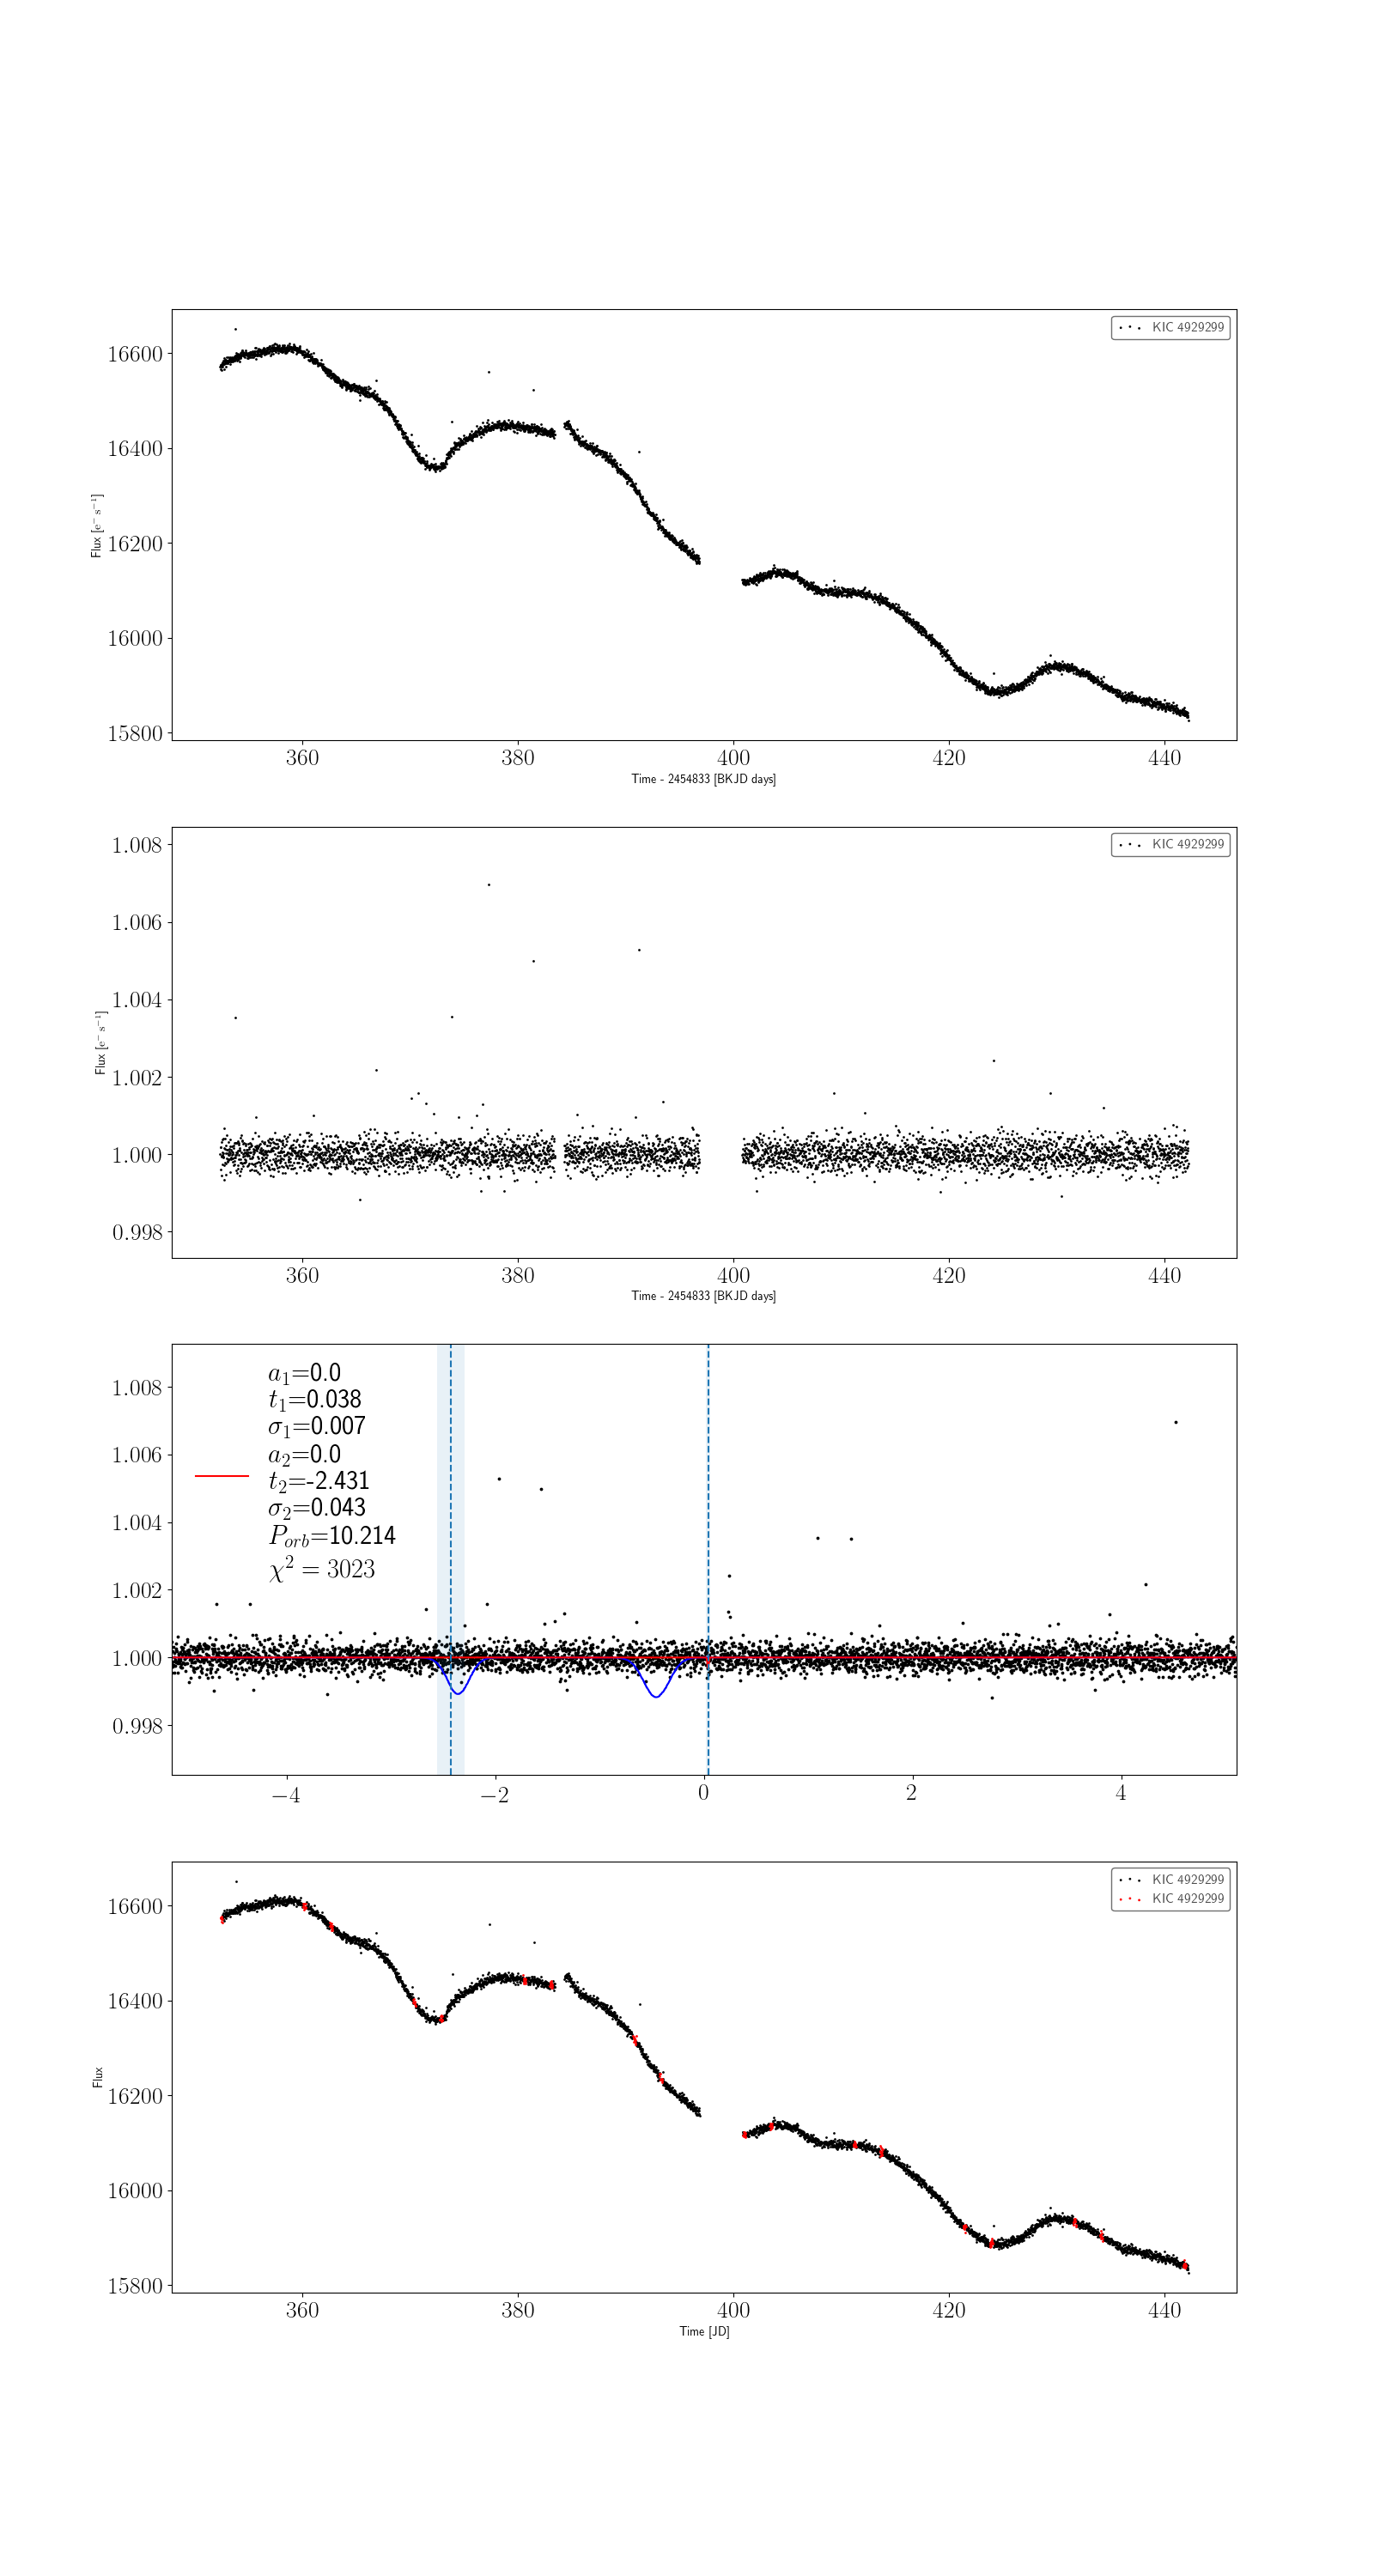 KIC 4929299
16600
16400
16200
16000
15800
Flux [e⁻ s⁻¹]
360 380 400 420 440
Time - 2454833 [BKJD days]
KIC 4929299
1.008
1.006
1.004
1.002
1.000
0.998
Flux [e⁻ s⁻¹]
360 380 400 420 440
Time - 2454833 [BKJD days]
1.008
1.006
1.004
1.002
1.000
0.998
a₁=0.0
t₁=0.038
σ₁=0.007
a₂=0.0
t₂=-2.431
σ₂=0.043
P_orb=10.214
χ² = 3023
−4 −2 0 2 4
KIC 4929299
KIC 4929299
16600
16400
16200
16000
15800
Flux
360 380 400 420 440
Time [JD]